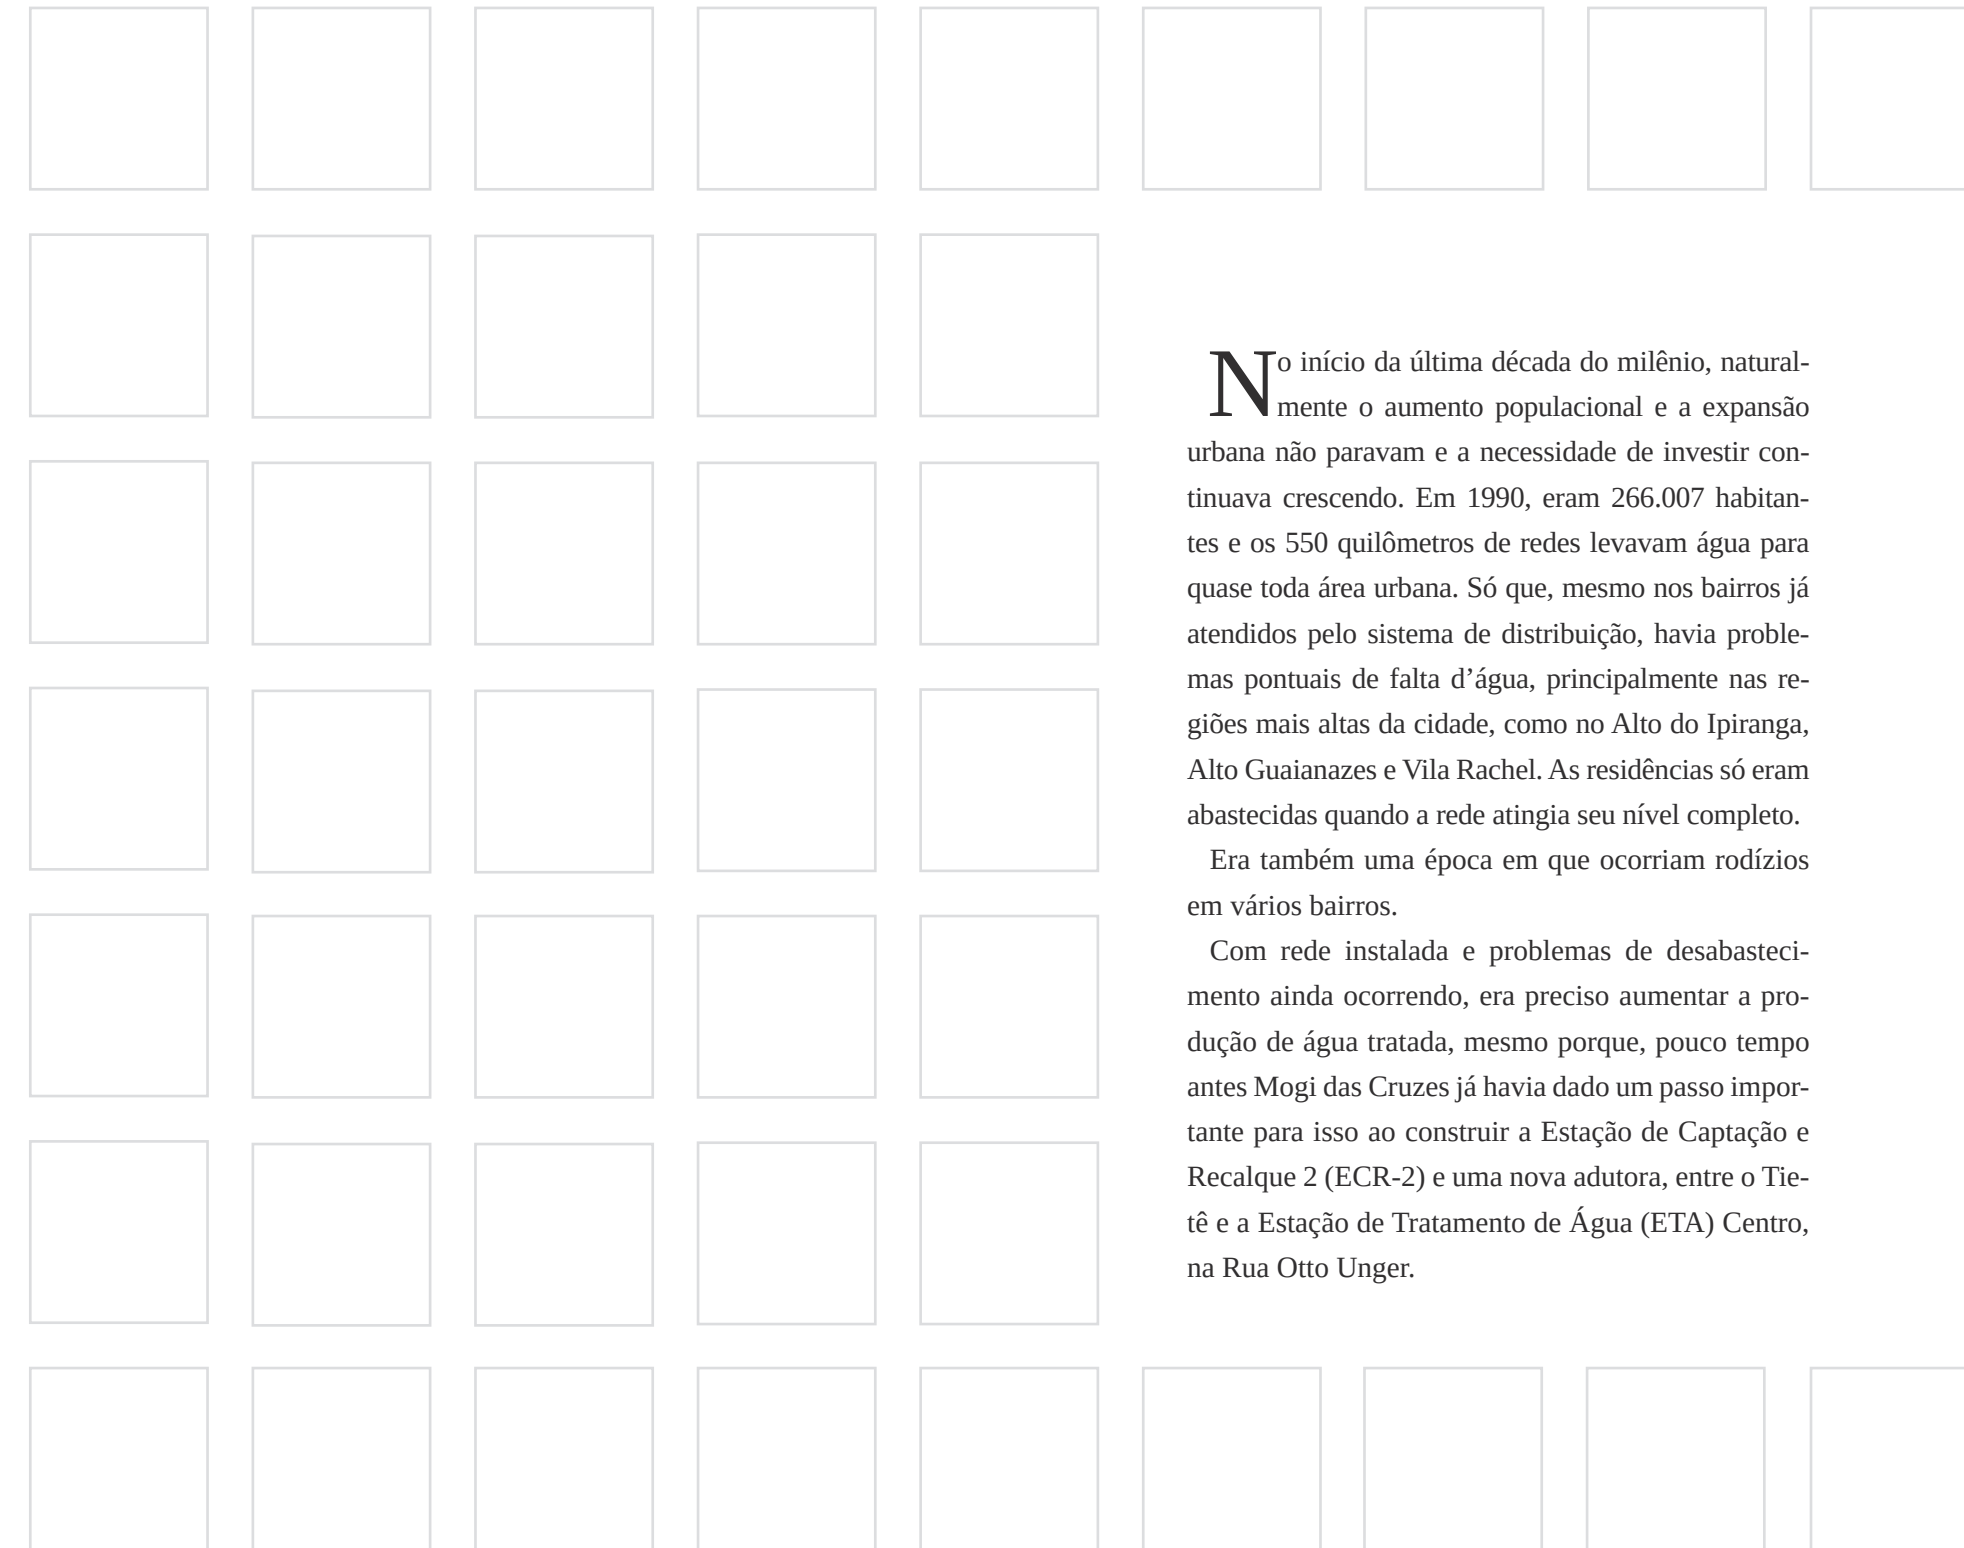 No início da última década do milênio, natural-
mente o aumento populacional e a expansão
urbana não paravam e a necessidade de investir con-
tinuava crescendo. Em 1990, eram 266.007 habitan-
tes e os 550 quilômetros de redes levavam água para
quase toda área urbana. Só que, mesmo nos bairros já
atendidos pelo sistema de distribuição, havia proble-
mas pontuais de falta d’água, principalmente nas re-
giões mais altas da cidade, como no Alto do Ipiranga,
Alto Guaianazes e Vila Rachel. As residências só eram
abastecidas quando a rede atingia seu nível completo.
Era também uma época em que ocorriam rodízios
em vários bairros.
Com rede instalada e problemas de desabasteci-
mento ainda ocorrendo, era preciso aumentar a pro-
dução de água tratada, mesmo porque, pouco tempo
antes Mogi das Cruzes já havia dado um passo impor-
tante para isso ao construir a Estação de Captação e
Recalque 2 (ECR-2) e uma nova adutora, entre o Tie-
tê e a Estação de Tratamento de Água (ETA) Centro,
na Rua Otto Unger.